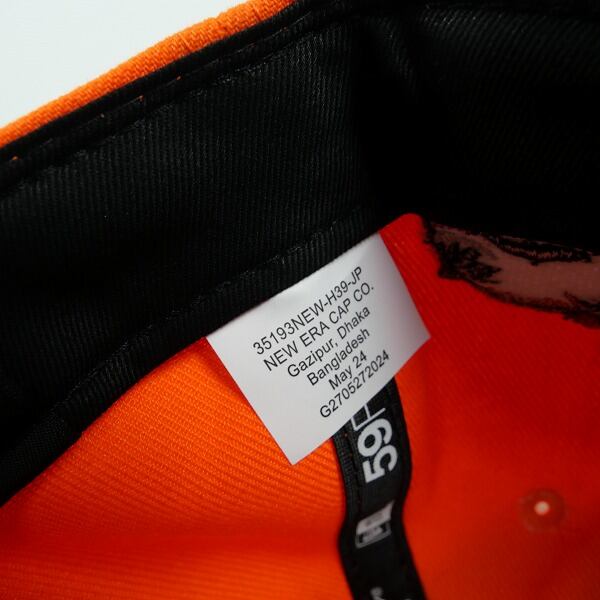 35193NEW-H39-JP
NEW ERA CAP CO.
Gazipur, Dhaka
Bangladesh
May 24
G2705272024
59